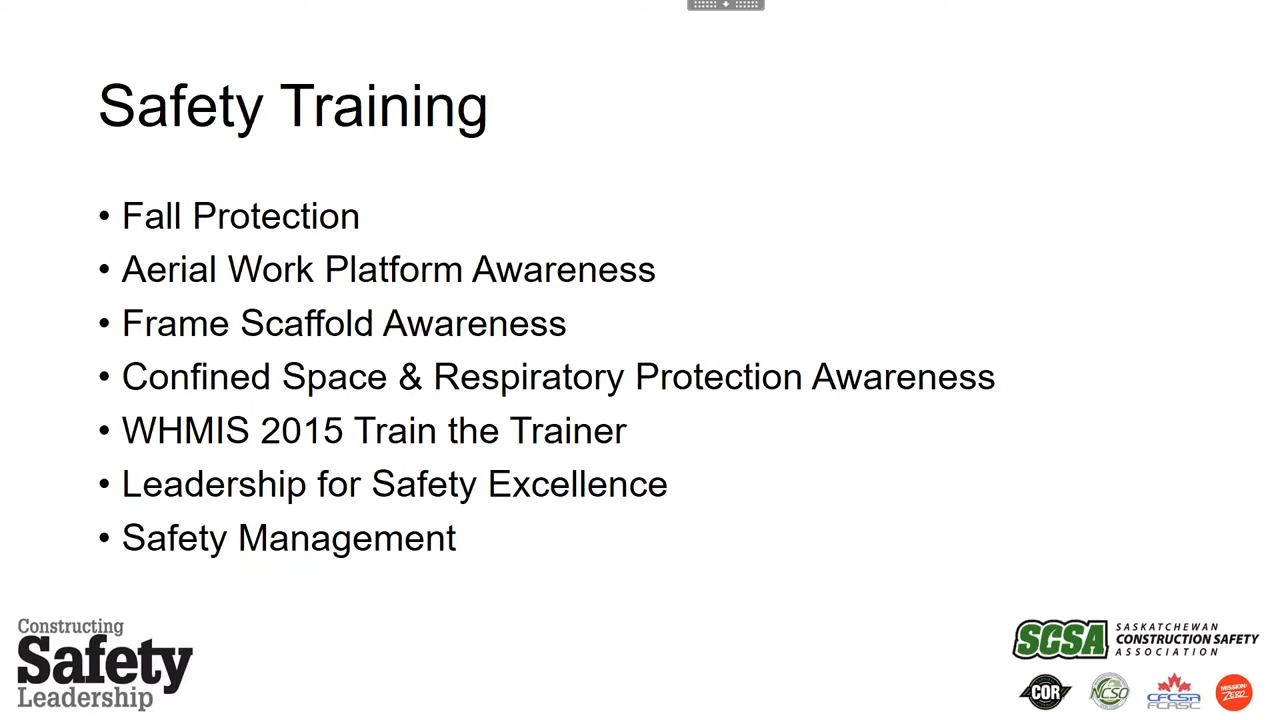 Safety Training
• Fall Protection
• Aerial Work Platform Awareness
• Frame Scaffold Awareness
• Confined Space & Respiratory Protection Awareness
• WHMIS 2015 Train the Trainer
• Leadership for Safety Excellence
• Safety Management
Constructing
Safety
Leadership
SCSA
SASKATCHEWAN
CONSTRUCTION SAFETY
ASSOCIATION
COR
NCSO
CFCSA
FCASC
MISSION:
ZERO